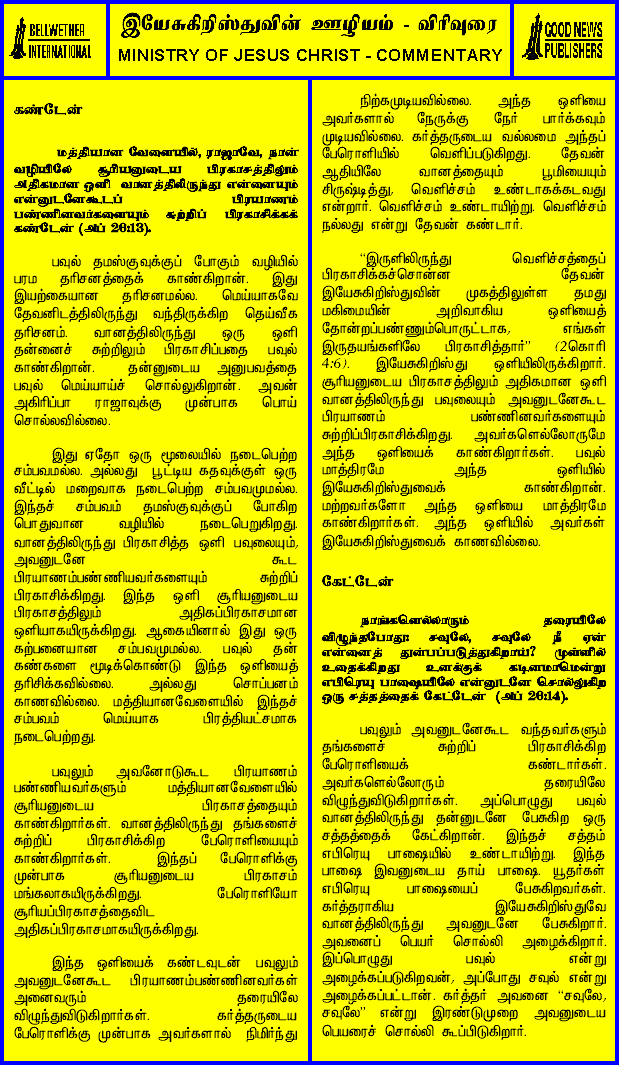 BELLWETHER
INTERNATIONAL
இயேசுகிறிஸ்துவின் ஊழியம் - விரிவுரை
MINISTRY OF JESUS CHRIST - COMMENTARY
GOOD NEWS
PUBLISHERS
கண்டேன்
மத்தியான வேளையில், ராஜாவே, நான்
வழியிலே சூரியனுடைய பிரகாசத்திலும்
அதிகமான ஒளி வானத்திலிருந்து என்னையும்
என்னுடனேகூடப் பிரயாணம்
பண்ணினவர்களையும் சுற்றிப் பிரகாசிக்கக்
கண்டேன் (அப் 26:13).
பவுல் தமஸ்குவுக்குப் போகும் வழியில்
பரம தரிசனத்தைக் காண்கிறான். இது
இயற்கையான தரிசனமல்ல. மெய்யாகவே
தேவனிடத்திலிருந்து வந்திருக்கிற தெய்வீக
தரிசனம். வானத்திலிருந்து ஒரு ஒளி
தன்னைச் சுற்றிலும் பிரகாசிப்பதை பவுல்
காண்கிறான். தன்னுடைய அனுபவத்தை
பவுல் மெய்யாய்ச் சொல்லுகிறான். அவன்
அகிரிப்பா ராஜாவுக்கு முன்பாக பொய்
சொல்லவில்லை.
இது ஏதோ ஒரு மூலையில் நடைபெற்ற
சம்பவமல்ல. அல்லது பூட்டிய கதவுக்குள் ஒரு
வீட்டில் மறைவாக நடைபெற்ற சம்பவமுமல்ல.
இந்தச் சம்பவம் தமஸ்குவுக்குப் போகிற
பொதுவான வழியில் நடைபெறுகிறது.
வானத்திலிருந்து பிரகாசித்த ஒளி பவுலையும்,
அவனுடனே கூட
பிரயாணம்பண்ணியவர்களையும் சுற்றிப்
பிரகாசிக்கிறது. இந்த ஒளி சூரியனுடைய
பிரகாசத்திலும் அதிகப்பிரகாசமான
ஒளியாகயிருக்கிறது. ஆகையினால் இது ஒரு
கற்பனையான சம்பவமுமல்ல. பவுல் தன்
கண்களை மூடிக்கொண்டு இந்த ஒளியைத்
தரிசிக்கவில்லை. அல்லது சொப்பனம்
காணவில்லை. மத்தியானவேளையில் இந்தச்
சம்பவம் மெய்யாக பிரத்தியட்சமாக
நடைபெற்றது.
பவுலும் அவனோடுகூட பிரயாணம்
பண்ணியவர்களும் மத்தியானவேளையில்
சூரியனுடைய பிரகாசத்தையும்
காண்கிறார்கள். வானத்திலிருந்து தங்களைச்
சுற்றிப் பிரகாசிக்கிற பேரொளியையும்
காண்கிறார்கள். இந்தப் பேரொளிக்கு
முன்பாக சூரியனுடைய பிரகாசம்
மங்கலாகயிருக்கிறது. பேரொளியோ
சூரியப்பிரகாசத்தைவிட
அதிகப்பிரகாசமாகயிருக்கிறது.
இந்த ஒளியைக் கண்டவுடன் பவுலும்
அவனுடனேகூட பிரயாணம்பண்ணினவர்கள்
அனைவரும் தரையிலே
விழுந்துவிடுகிறார்கள். கர்த்தருடைய
பேரொளிக்கு முன்பாக அவர்களால் நிமிர்ந்து
நிற்கமுடியவில்லை. அந்த ஒளியை
அவர்களால் நேருக்கு நேர் பார்க்கவும்
முடியவில்லை. கர்த்தருடைய வல்லமை அந்தப்
பேரொளியில் வெளிப்படுகிறது. தேவன்
ஆதியிலே வானத்தையும் பூமியையும்
சிருஷ்டித்து, வெளிச்சம் உண்டாகக்கடவது
என்றார். வெளிச்சம் உண்டாயிற்று. வெளிச்சம்
நல்லது என்று தேவன் கண்டார்.
“இருளிலிருந்து வெளிச்சத்தைப்
பிரகாசிக்கச்சொன்ன தேவன்
இயேசுகிறிஸ்துவின் முகத்திலுள்ள தமது
மகிமையின் அறிவாகிய ஒளியைத்
தோன்றப்பண்ணும்பொருட்டாக, எங்கள்
இருதயங்களிலே பிரகாசித்தார்” (2கொரி
4:6). இயேசுகிறிஸ்து ஒளியிலிருக்கிறார்.
சூரியனுடைய பிரகாசத்திலும் அதிகமான ஒளி
வானத்திலிருந்து பவுலையும் அவனுடனேகூட
பிரயாணம் பண்ணினவர்களையும்
சுற்றிப்பிரகாசிக்கிறது. அவர்களெல்லோருமே
அந்த ஒளியைக் காண்கிறார்கள். பவுல்
மாத்திரமே அந்த ஒளியில்
இயேசுகிறிஸ்துவைக் காண்கிறான்.
மற்றவர்களோ அந்த ஒளியை மாத்திரமே
காண்கிறார்கள். அந்த ஒளியில் அவர்கள்
இயேசுகிறிஸ்துவைக் காணவில்லை.
கேட்டேன்
நாங்களெல்லாரும் தரையிலே
விழுந்தபோது: சவுலே, சவுலே நீ ஏன்
என்னைத் துன்பப்படுத்துகிறாய்? முள்ளில்
உதைக்கிறது உனக்குக் கடினமாமென்று
எபிரெயு பாஷையிலே என்னுடனே சொல்லுகிற
ஒரு சத்தத்தைக் கேட்டேன் (அப் 26:14).
பவுலும் அவனுடனேகூட வந்தவர்களும்
தங்களைச் சுற்றிப் பிரகாசிக்கிற
பேரொளியைக் கண்டார்கள்.
அவர்களெல்லோரும் தரையிலே
விழுந்துவிடுகிறார்கள். அப்பொழுது பவுல்
வானத்திலிருந்து தன்னுடனே பேசுகிற ஒரு
சத்தத்தைக் கேட்கிறான். இந்தச் சத்தம்
எபிரெயு பாஷையில் உண்டாயிற்று. இந்த
பாஷை இவனுடைய தாய் பாஷை. யூதர்கள்
எபிரெயு பாஷையைப் பேசுகிறவர்கள்.
கர்த்தராகிய இயேசுகிறிஸ்துவே
வானத்திலிருந்து அவனுடனே பேசுகிறார்.
அவனைப் பெயர் சொல்லி அழைக்கிறார்.
இப்பொழுது பவுல் என்று
அழைக்கப்படுகிறவன், அப்போது சவுல் என்று
அழைக்கப்பட்டான். கர்த்தர் அவனை “சவுலே,
சவுலே” என்று இரண்டுமுறை அவனுடைய
பெயரைச் சொல்லி கூப்பிடுகிறார்.